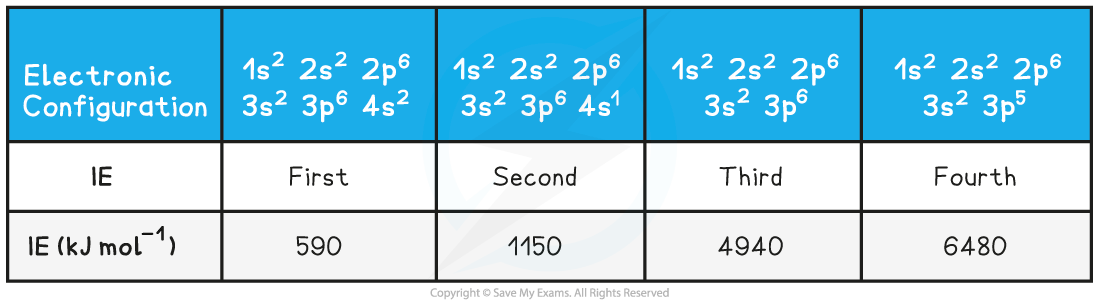 Electronic Configuration
1s² 2s² 2p⁶
3s² 3p⁶ 4s²
1s² 2s² 2p⁶
3s² 3p⁶ 4s¹
1s² 2s² 2p⁶
3s² 3p⁶
1s² 2s² 2p⁶
3s² 3p⁵
IE First Second Third Fourth
IE (kJ mol⁻¹) 590 1150 4940 6480
Copyright © Save My Exams. All Rights Reserved